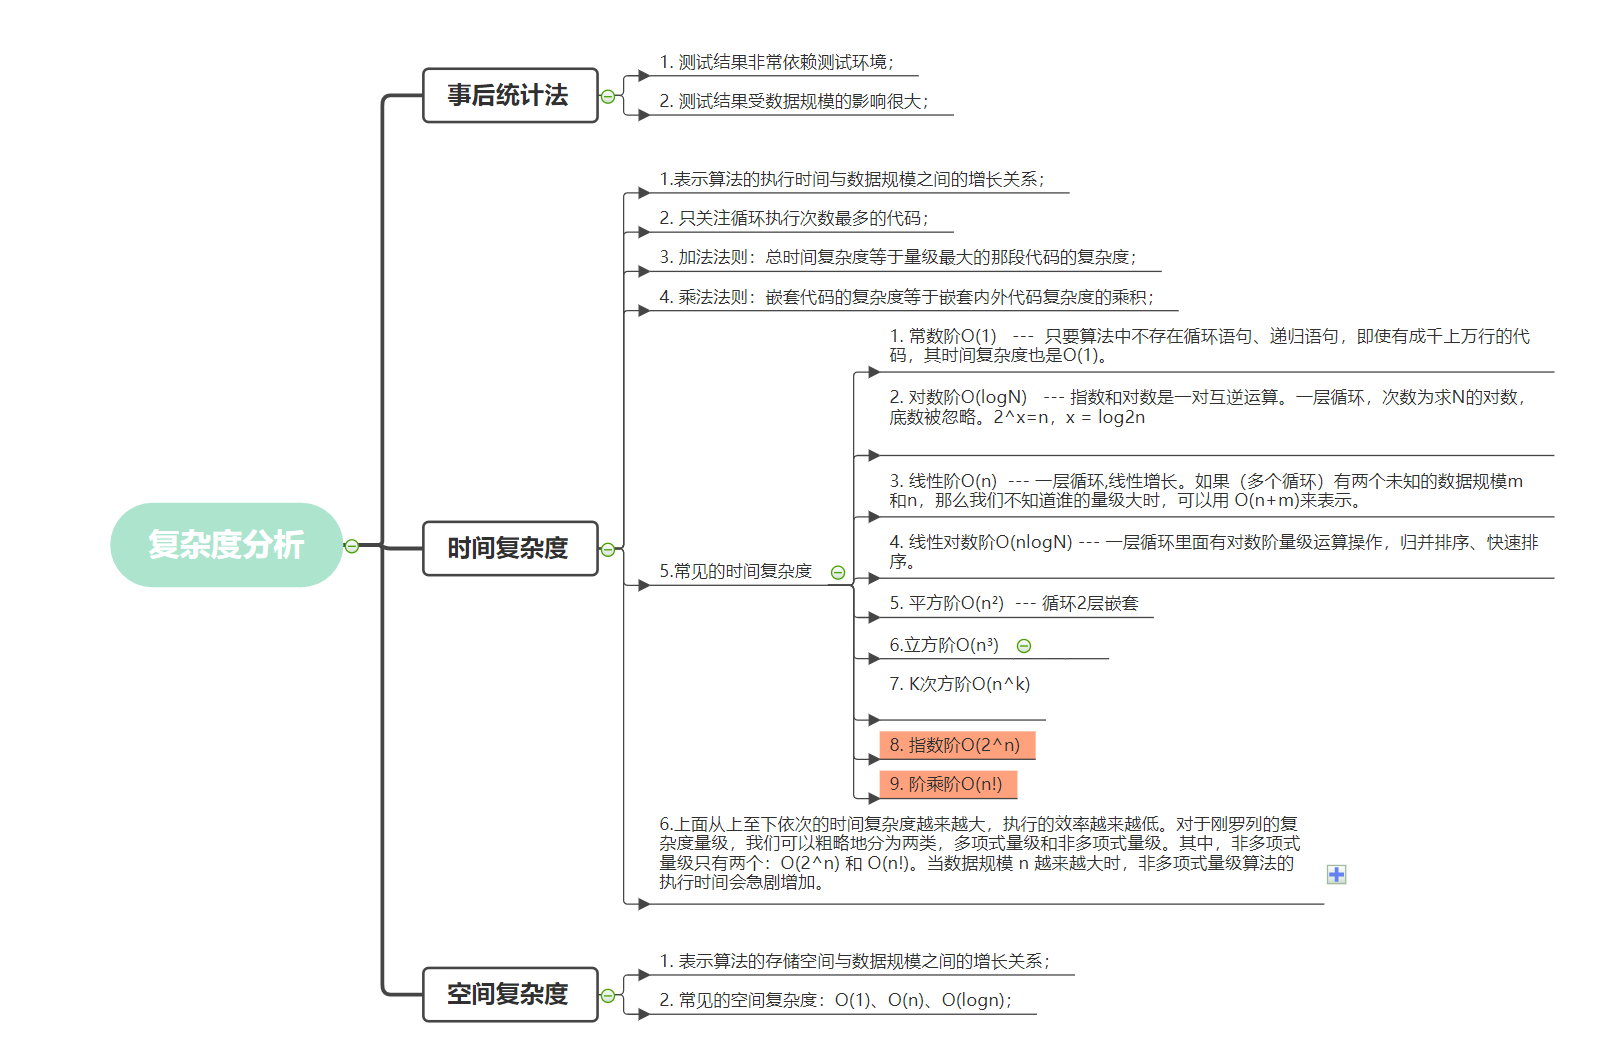 事后统计法
1. 测试结果非常依赖测试环境；
2. 测试结果受数据规模的影响很大；
复杂度分析
时间复杂度
1.表示算法的执行时间与数据规模之间的增长关系；
2. 只关注循环执行次数最多的代码；
3. 加法法则：总时间复杂度等于量级最大的那段代码的复杂度；
4. 乘法法则：嵌套代码的复杂度等于嵌套内外代码复杂度的乘积；
5.常见的时间复杂度
1. 常数阶O(1) --- 只要算法中不存在循环语句、递归语句，即使有成千上万行的代
码，其时间复杂度也是O(1)。
2. 对数阶O(logN) --- 指数和对数是一对互逆运算。一层循环，次数为求N的对数，
底数被忽略。2^x=n，x = log2n
3. 线性阶O(n) --- 一层循环,线性增长。如果（多个循环）有两个未知的数据规模m
和n，那么我们不知道谁的量级大时，可以用 O(n+m)来表示。
4. 线性对数阶O(nlogN) --- 一层循环里面有对数阶量级运算操作，归并排序、快速排
序。
5. 平方阶O(n²) --- 循环2层嵌套
6.立方阶O(n³)
7. K次方阶O(n^k)
8. 指数阶O(2^n)
9. 阶乘阶O(n!)
6.上面从上至下依次的时间复杂度越来越大，执行的效率越来越低。对于刚罗列的复
杂度量级，我们可以粗略地分为两类，多项式量级和非多项式量级。其中，非多项式
量级只有两个：O(2^n) 和 O(n!)。当数据规模 n 越来越大时，非多项式量级算法的
执行时间会急剧增加。
空间复杂度
1. 表示算法的存储空间与数据规模之间的增长关系；
2. 常见的空间复杂度：O(1)、O(n)、O(logn)；